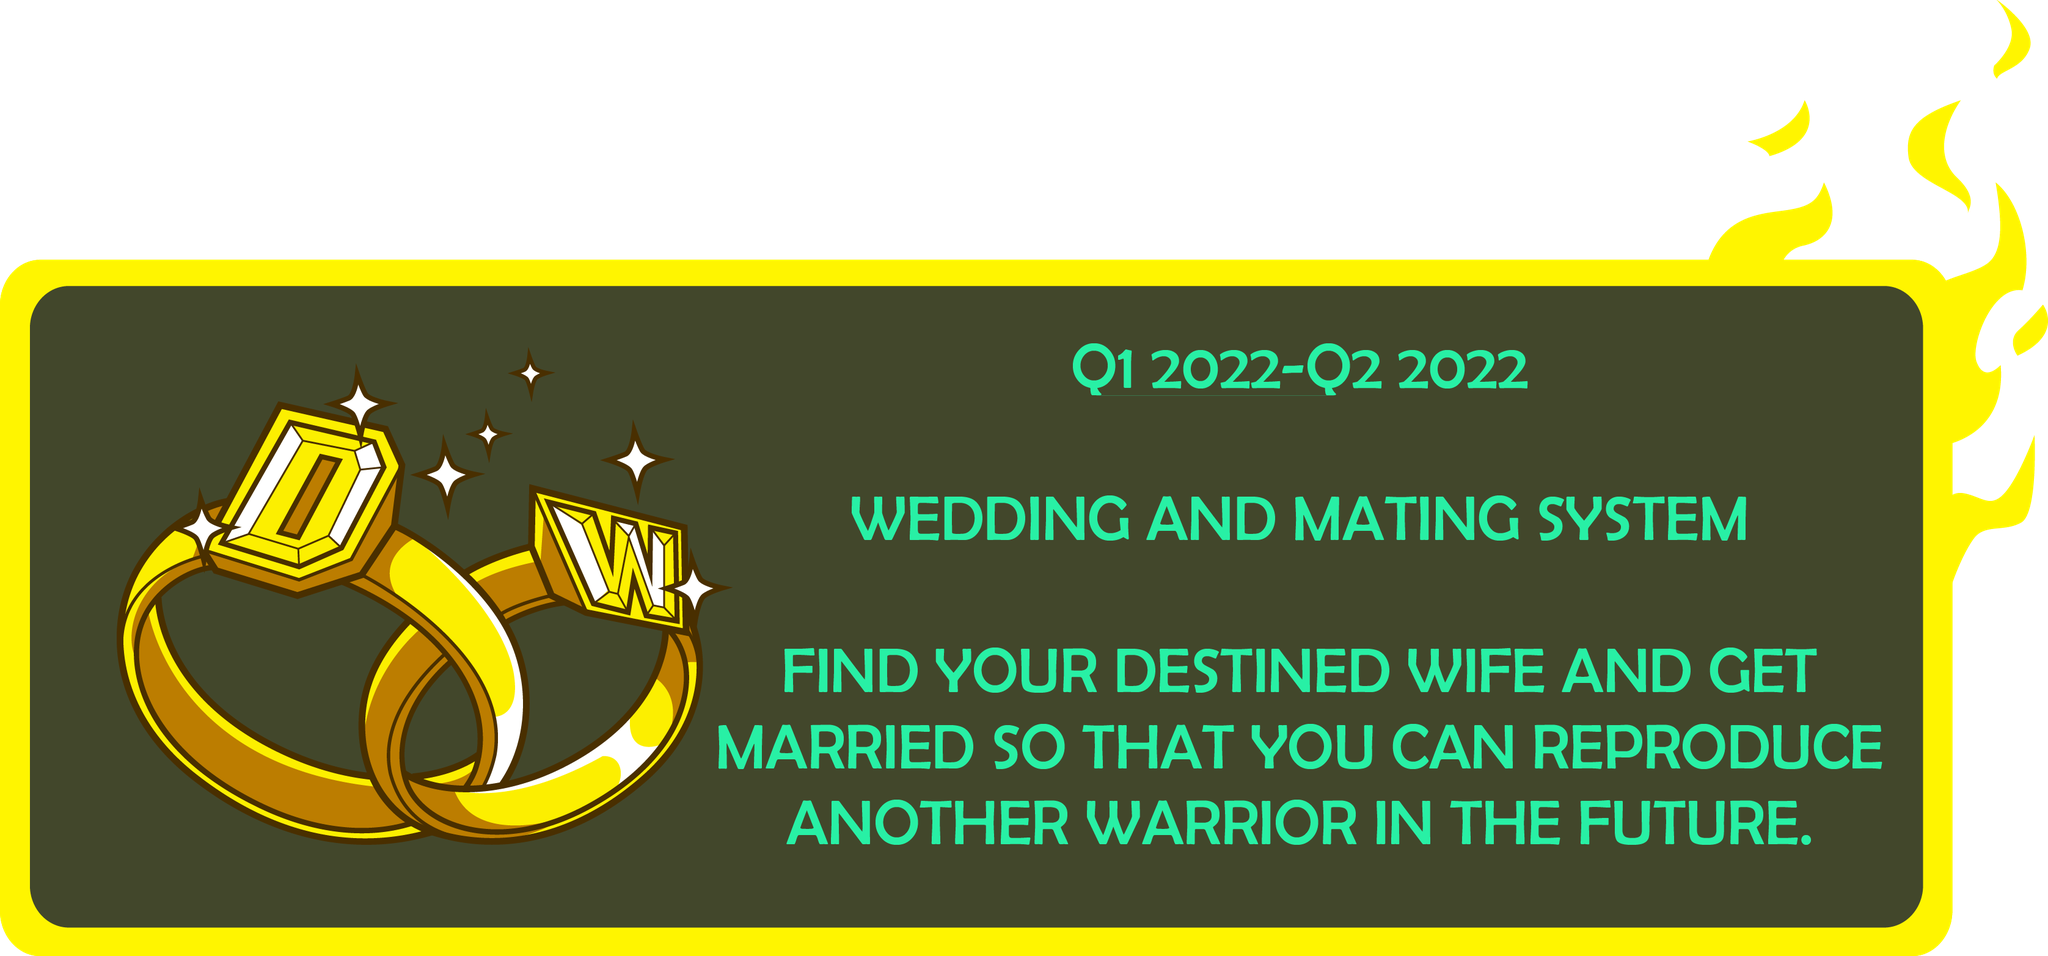 Q1 2022-Q2 2022
WEDDING AND MATING SYSTEM
D
W
FIND YOUR DESTINED WIFE AND GET
MARRIED SO THAT YOU CAN REPRODUCE
ANOTHER WARRIOR IN THE FUTURE.